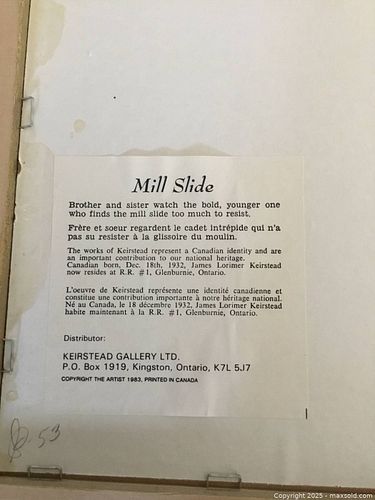 Mill Slide
Brother and sister watch the bold, younger one
who finds the mill slide too much to resist.
Frère et soeur regardent le cadet intrépide qui n'a
pas su resister à la glissoire du moulin.
The works of Keirstead represent a Canadian identity and are
an important contribution to our national heritage.
Canadian born, Dec. 18th, 1932, James Lorimer Keirstead
now resides at R.R. #1, Glenburnie, Ontario.
L'oeuvre de Keirstead représente une identité canadienne et
constitue une contribution importante à notre héritage national.
Né au Canada, le 18 décembre 1932, James Lorimer Keirstead
habite maintenant à la R.R. #1, Glenburnie, Ontario.
Distributor:
KEIRSTEAD GALLERY LTD.
P.O. Box 1919, Kingston, Ontario, K7L 5J7
COPYRIGHT THE ARTIST 1983, PRINTED IN CANADA
53
Copyright 2025 - maxsold.com